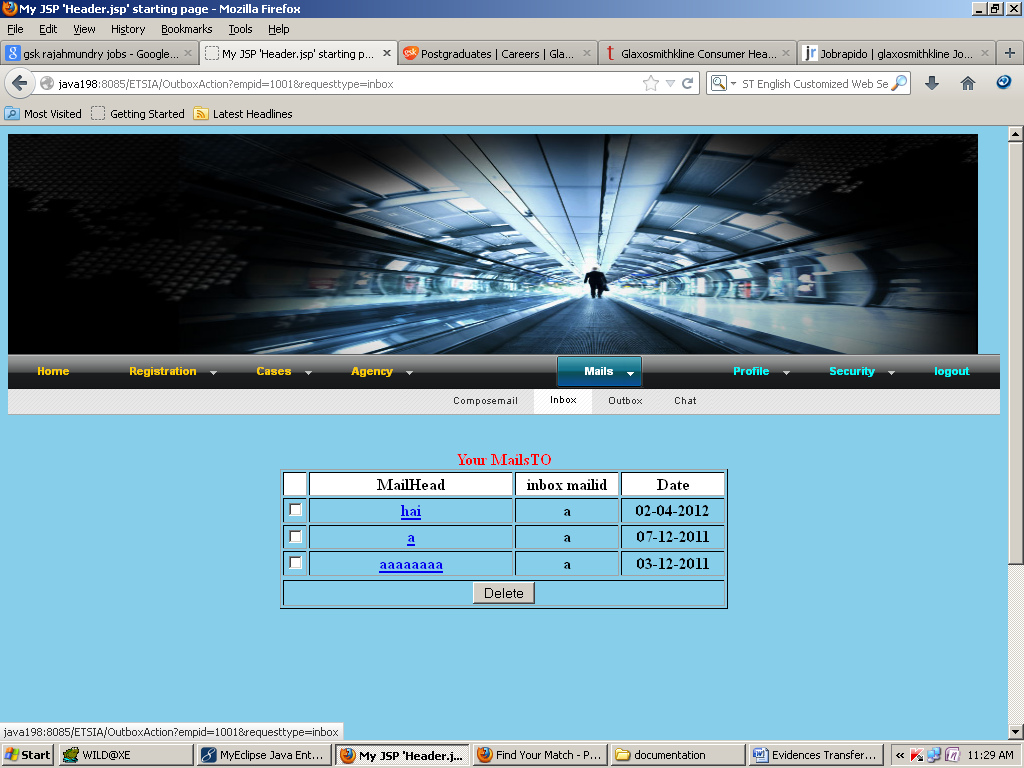 My JSP 'Header.jsp' starting page - Mozilla Firefox
File Edit View History Bookmarks Tools Help
gsk rajahmundry jobs - Google... My JSP 'Header.jsp' starting p... Postgraduates | Careers | Gla... Glaxosmithkline Consumer Hea... Jobrapido | glaxosmithkline Jo...
java198:8085/ETSIA/OutboxAction?empid=1001&requesttype=inbox ST English Customized Web Se
Most Visited Getting Started Latest Headlines
Home Registration Cases Agency Mails Profile Security logout
Composemail Inbox Outbox Chat
Your MailsTO
MailHead inbox mailid Date
hai a 02-04-2012
a a 07-12-2011
aaaaaaaa a 03-12-2011
Delete
java198:8085/ETSIA/OutboxAction?empid=1001&requesttype=inbox
Start WILD@XE MyEclipse Java Ent... My JSP 'Header.j... Find Your Match - P... documentation Evidences Transfer... 11:29 AM